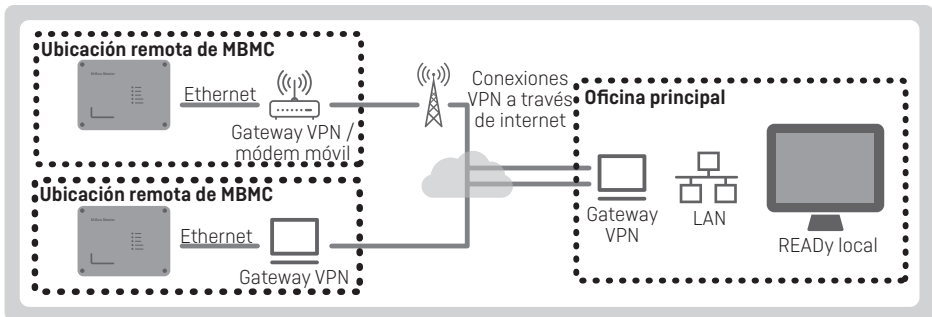 Ubicación remota de MBMC
Ethernet
Gateway VPN /
módem móvil
Conexiones
VPN a través
de internet
Ubicación remota de MBMC
Ethernet
Gateway VPN
Oficina principal
Gateway
VPN
LAN
READy local